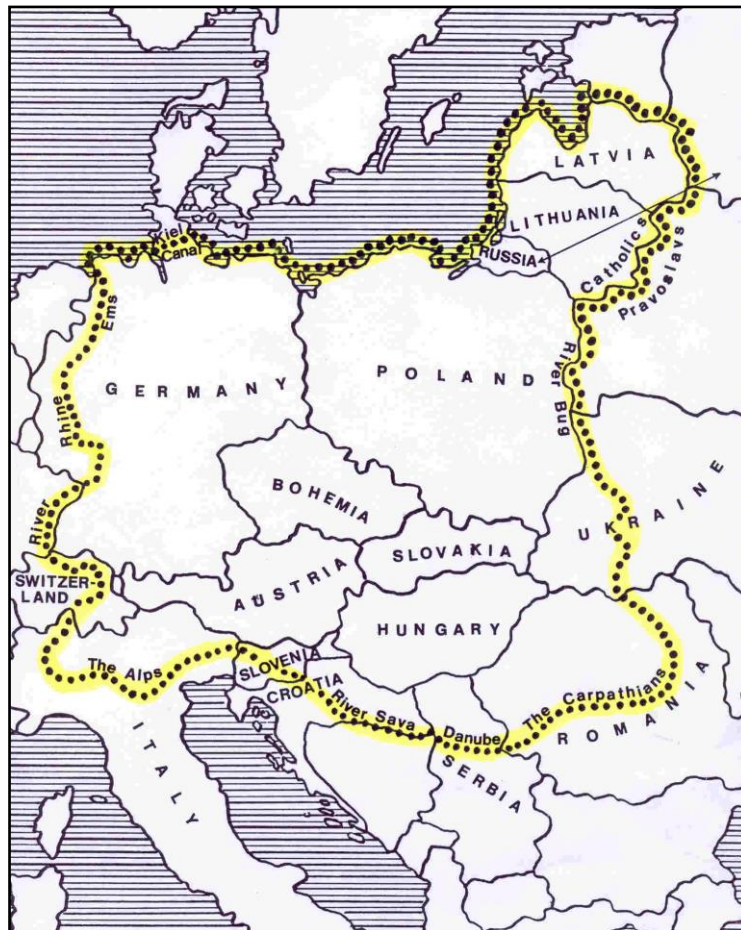 LATVIA
LITHUANIA
RUSSIA
Catholics
Pravoslavs
Kiel
Canal
Ems
GERMANY
POLAND
River Bug
Rhine
River
BOHEMIA
UKRAINE
SLOVAKIA
AUSTRIA
SWITZER-
LAND
HUNGARY
The Alps
SLOVENIA
CROATIA
River Sava
Danube
The Carpathians
ROMANIA
SERBIA
ITALY